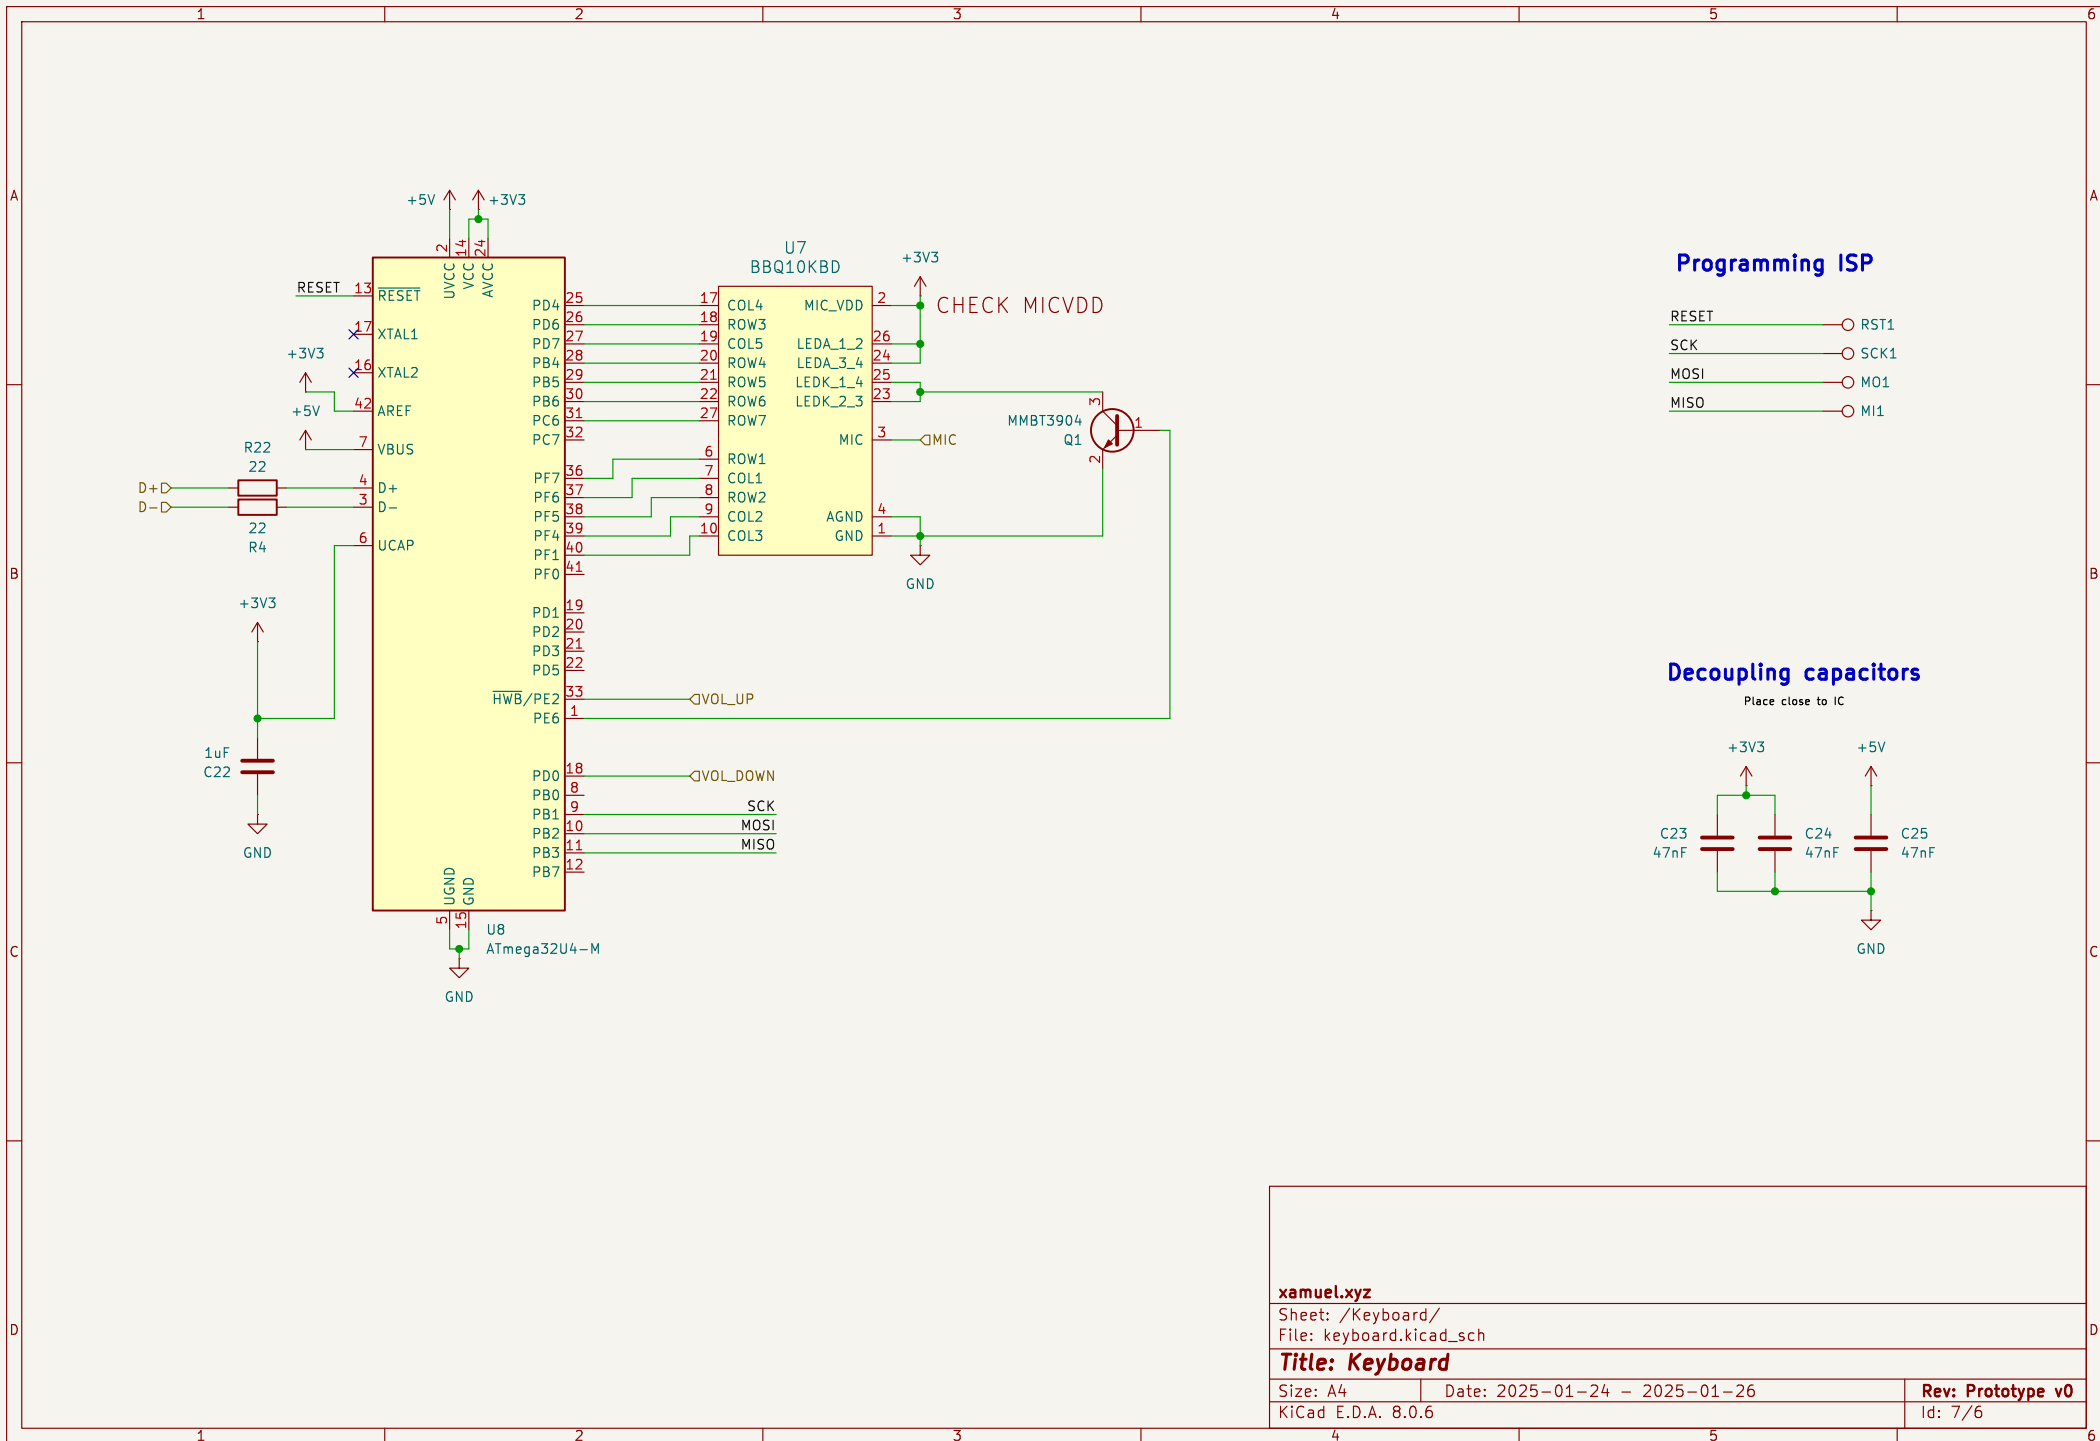 1 2 3 4 5 6
A A
B B
C C
D D
1 2 3 4 5 6
+5V +3V3
2 14 24
UVCC VCC AVCC
RESET 13 RESET
17 XTAL1
16 XTAL2
+3V3
42 AREF
+5V
7 VBUS
R22
22
D+ 4 D+
D- 3 D-
22
R4
6 UCAP
+3V3
1uF
C22
GND
PD4 25
PD6 26
PD7 27
PB4 28
PB5 29
PB6 30
PC6 31
PC7 32
PF7 36
PF6 37
PF5 38
PF4 39
PF1 40
PF0 41
PD1 19
PD2 20
PD3 21
PD5 22
HWB/PE2 33 VOL_UP
PE6 1
PD0 18 VOL_DOWN
PB0 8
PB1 9 SCK
PB2 10 MOSI
PB3 11 MISO
PB7 12
UGND GND
5 15
U8
ATmega32U4-M
GND
U7
BBQ10KBD
17 COL4
18 ROW3
19 COL5
20 ROW4
21 ROW5
22 ROW6
27 ROW7
6 ROW1
7 COL1
8 ROW2
9 COL2
10 COL3
MIC_VDD 2
LEDA_1_2 26
LEDA_3_4 24
LEDK_1_4 25
LEDK_2_3 23
MIC 3 MIC
AGND 4
GND 1
+3V3
CHECK MICVDD
GND
MMBT3904
Q1
3
1
2
Programming ISP
RESET RST1
SCK SCK1
MOSI MO1
MISO MI1
Decoupling capacitors
Place close to IC
+3V3 +5V
C23 C24 C25
47nF 47nF 47nF
GND
xamuel.xyz
Sheet: /Keyboard/
File: keyboard.kicad_sch
Title: Keyboard
Size: A4 Date: 2025-01-24 - 2025-01-26 Rev: Prototype v0
KiCad E.D.A. 8.0.6 Id: 7/6